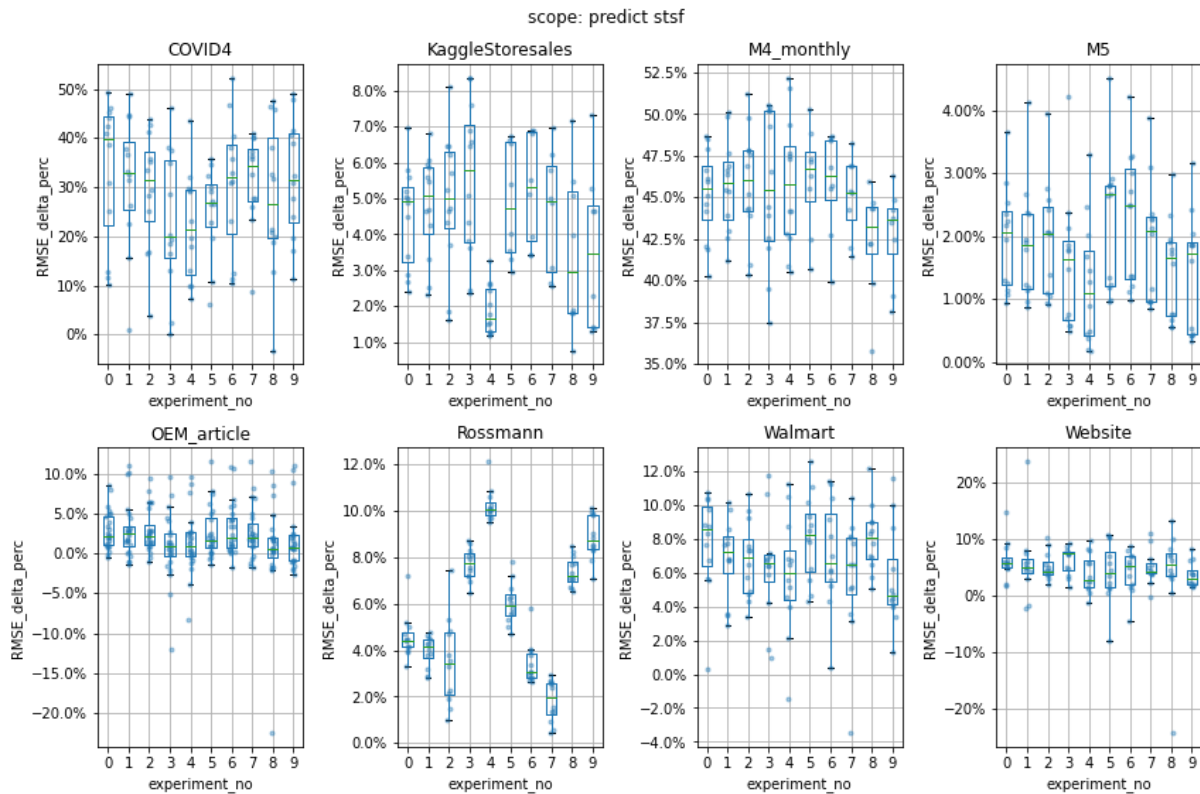 scope: predict stsf
COVID4
RMSE_delta_perc
50%
40%
30%
20%
10%
0%
0 1 2 3 4 5 6 7 8 9
experiment_no
KaggleStoresales
RMSE_delta_perc
8.0%
7.0%
6.0%
5.0%
4.0%
3.0%
2.0%
1.0%
0 1 2 3 4 5 6 7 8 9
experiment_no
M4_monthly
RMSE_delta_perc
52.5%
50.0%
47.5%
45.0%
42.5%
40.0%
37.5%
35.0%
0 1 2 3 4 5 6 7 8 9
experiment_no
M5
RMSE_delta_perc
4.00%
3.00%
2.00%
1.00%
0.00%
0 1 2 3 4 5 6 7 8 9
experiment_no
OEM_article
RMSE_delta_perc
10.0%
5.0%
0.0%
−5.0%
−10.0%
−15.0%
−20.0%
0 1 2 3 4 5 6 7 8 9
experiment_no
Rossmann
RMSE_delta_perc
12.0%
10.0%
8.0%
6.0%
4.0%
2.0%
0.0%
0 1 2 3 4 5 6 7 8 9
experiment_no
Walmart
RMSE_delta_perc
12.0%
10.0%
8.0%
6.0%
4.0%
2.0%
0.0%
−2.0%
−4.0%
0 1 2 3 4 5 6 7 8 9
experiment_no
Website
RMSE_delta_perc
20%
10%
0%
−10%
−20%
0 1 2 3 4 5 6 7 8 9
experiment_no